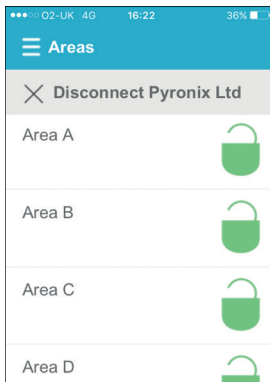 O2-UK 4G 16:22 36%
Areas
Disconnect Pyronix Ltd
Area A
Area B
Area C
Area D